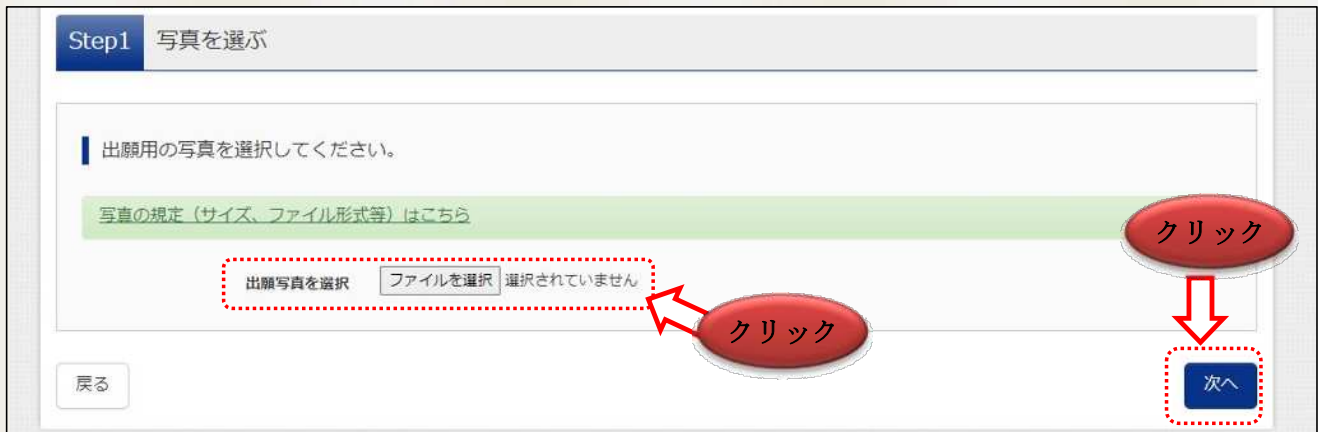 Step1 写真を選ぶ
出願用の写真を選択してください。
写真の規定（サイズ、ファイル形式等）はこちら
クリック
出願写真を選択 ファイルを選択 選択されていません
クリック
戻る
次へ